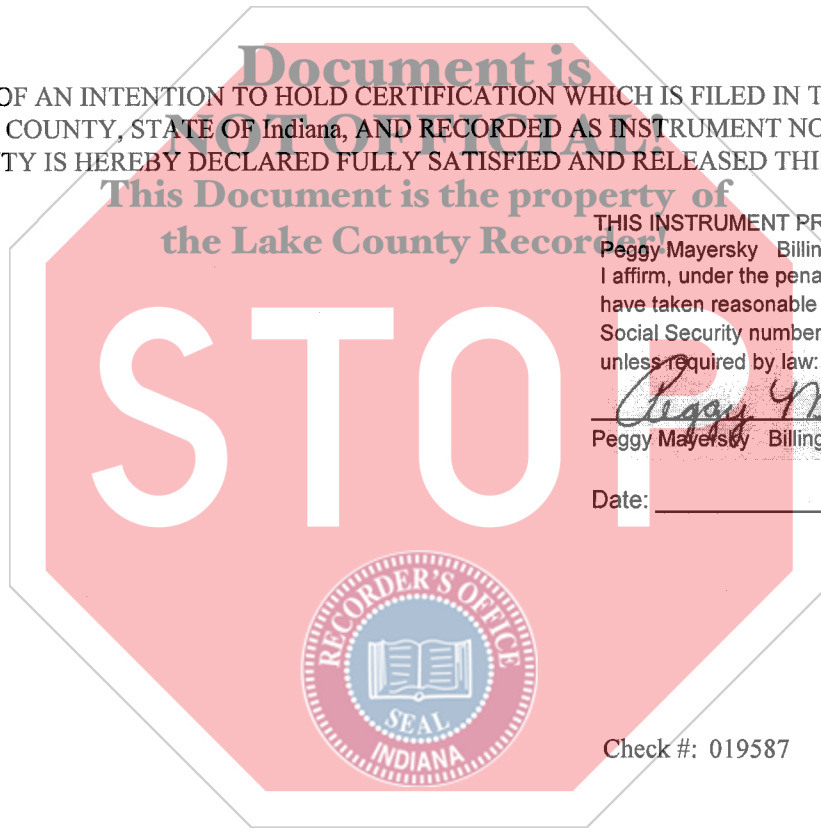 Document is
OF AN INTENTION TO HOLD CERTIFICATION WHICH IS FILED IN T
COUNTY, STATE OF Indiana, AND RECORDED AS INSTRUMENT NO
NOT OFFICIAL!
TY IS HEREBY DECLARED FULLY SATISFIED AND RELEASED THI
This Document is the property of
the Lake County Recorder!
THIS INSTRUMENT PR
Peggy Mayersky Billin
I affirm, under the pena
have taken reasonable
Social Security number
unless required by law:
STOP
Peggy M
Peggy Mayersky Billing
Date:
RECORDER'S OFFICE
SEAL
INDIANA
Check #: 019587